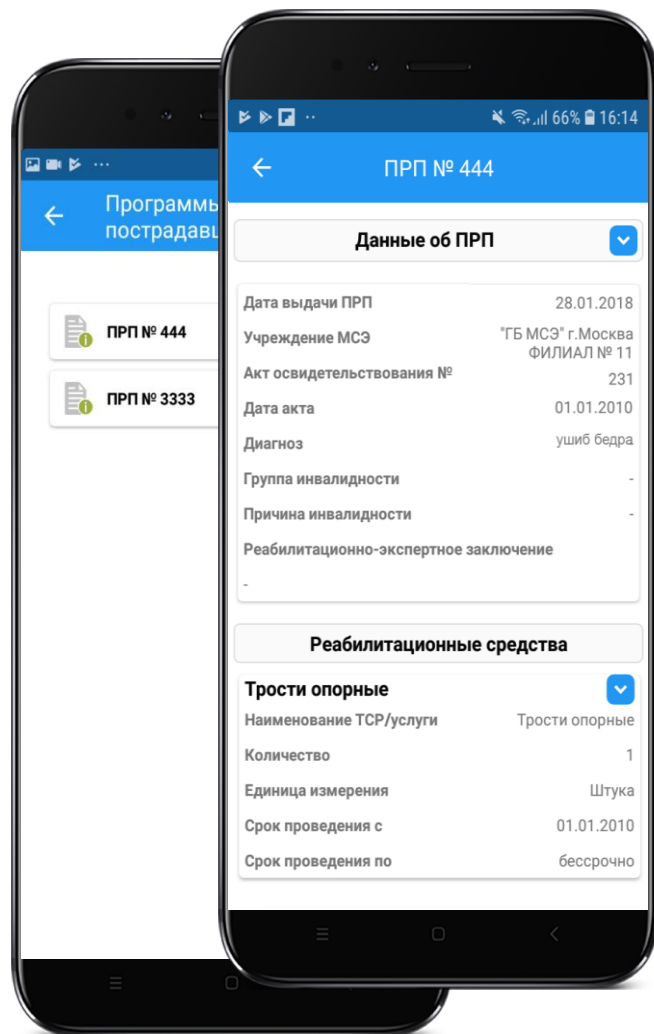 Программы
пострадавш
ПРП № 444
ПРП № 3333
66% 16:14
ПРП № 444
Данные об ПРП
Дата выдачи ПРП 28.01.2018
Учреждение МСЭ "ГБ МСЭ" г.Москва
ФИЛИАЛ № 11
Акт освидетельствования № 231
Дата акта 01.01.2010
Диагноз ушиб бедра
Группа инвалидности -
Причина инвалидности -
Реабилитационно-экспертное заключение
-
Реабилитационные средства
Трости опорные
Наименование ТСР/услуги Трости опорные
Количество 1
Единица измерения Штука
Срок проведения с 01.01.2010
Срок проведения по бессрочно